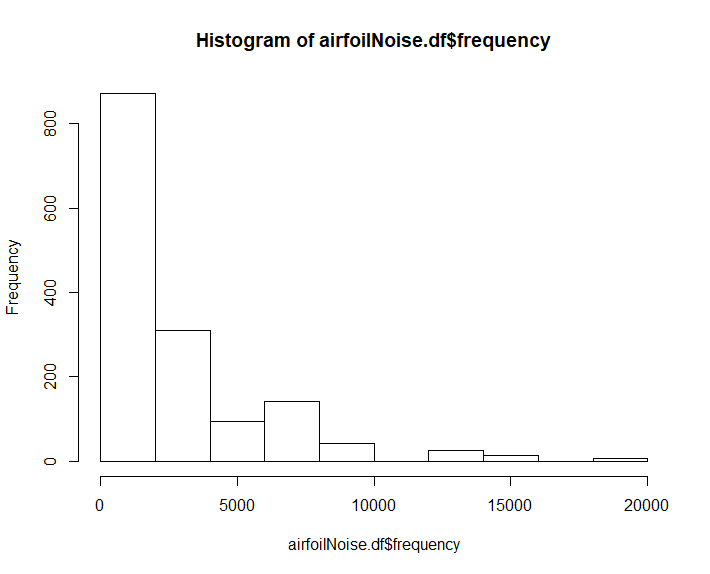 Histogram of airfoilNoise.df$frequency
Frequency
800
600
400
200
0
0 5000 10000 15000 20000
airfoilNoise.df$frequency